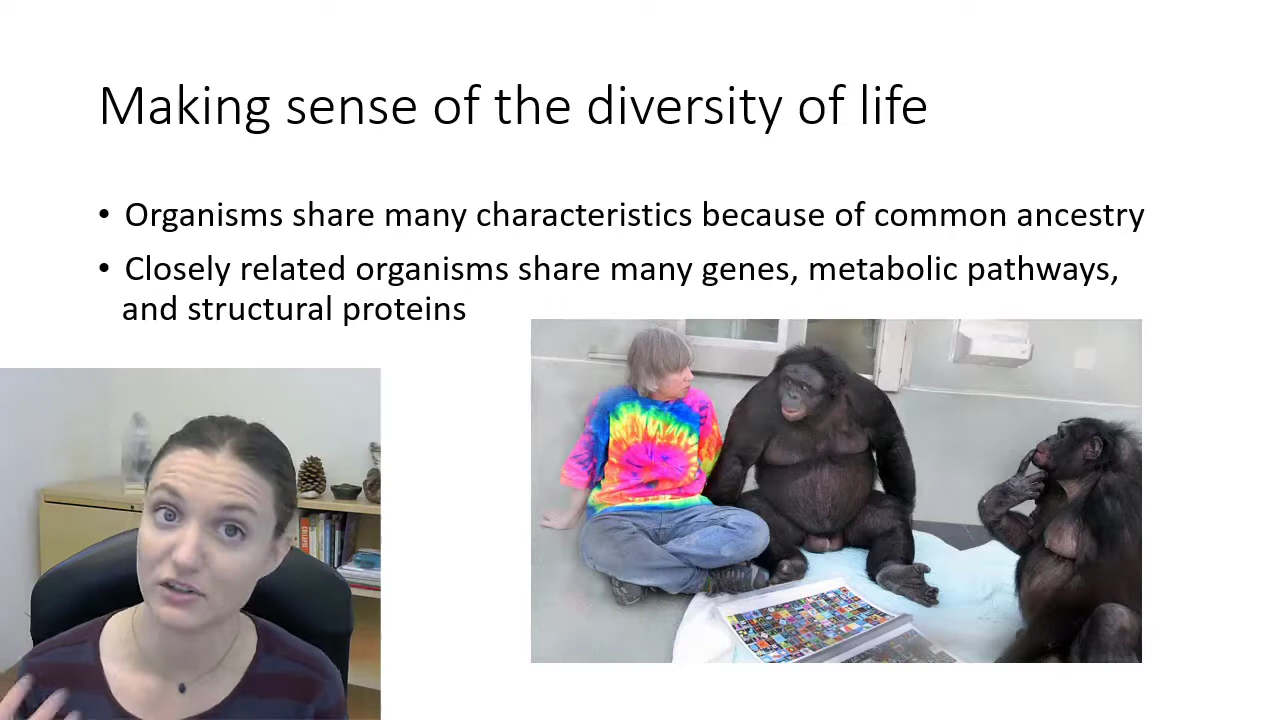 Making sense of the diversity of life
• Organisms share many characteristics because of common ancestry
• Closely related organisms share many genes, metabolic pathways,
and structural proteins